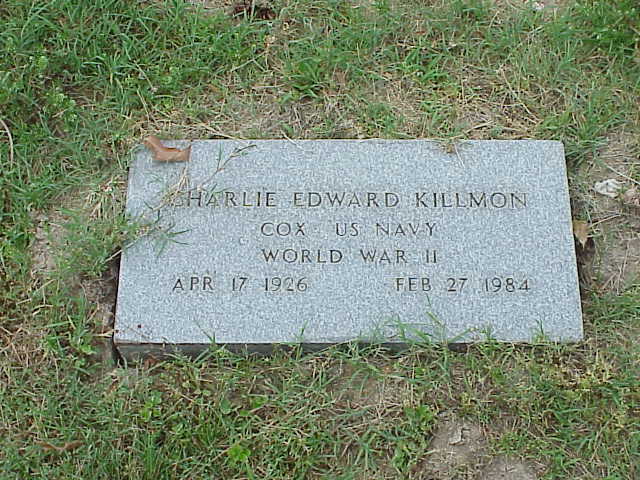 CHARLIE EDWARD KILLMON
COX US NAVY
WORLD WAR II
APR 17 1926 FEB 27 1984